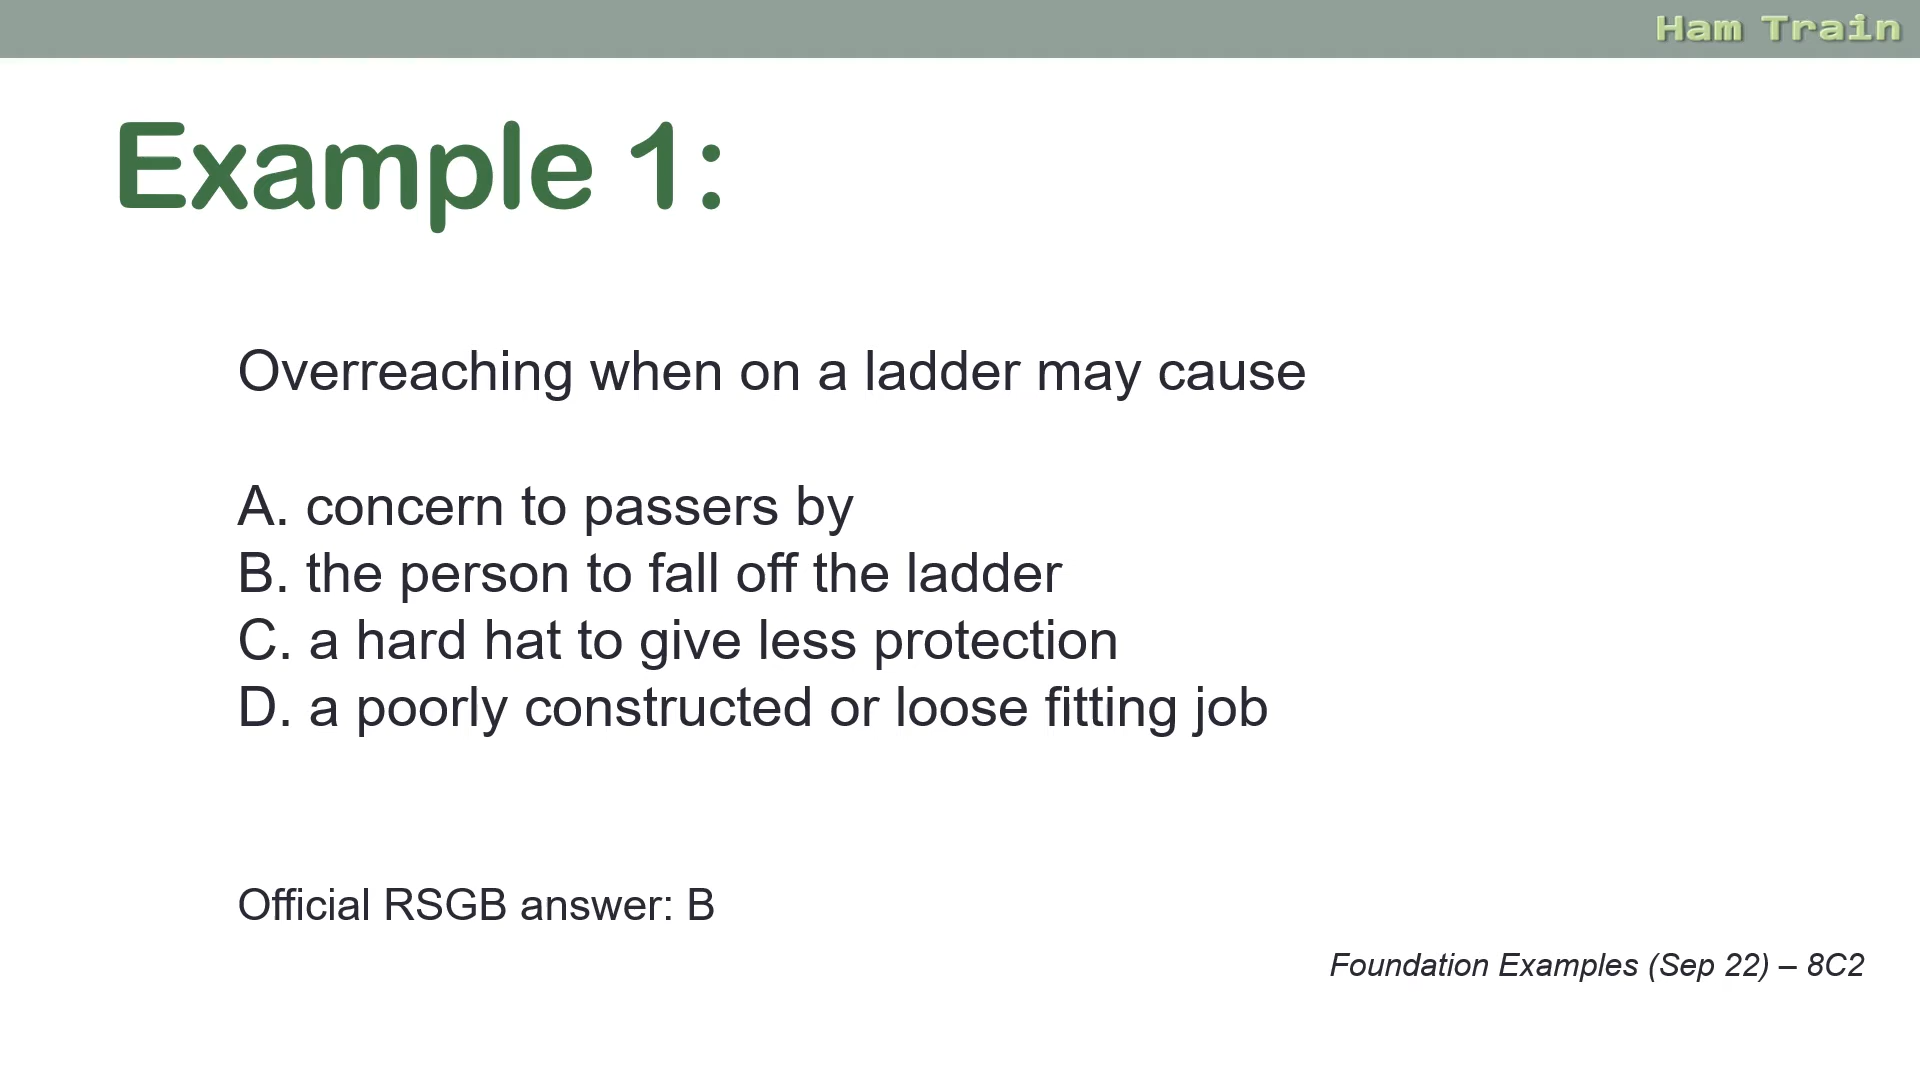 Ham Train
Example 1:
Overreaching when on a ladder may cause
A. concern to passers by
B. the person to fall off the ladder
C. a hard hat to give less protection
D. a poorly constructed or loose fitting job
Official RSGB answer: B
Foundation Examples (Sep 22) – 8C2